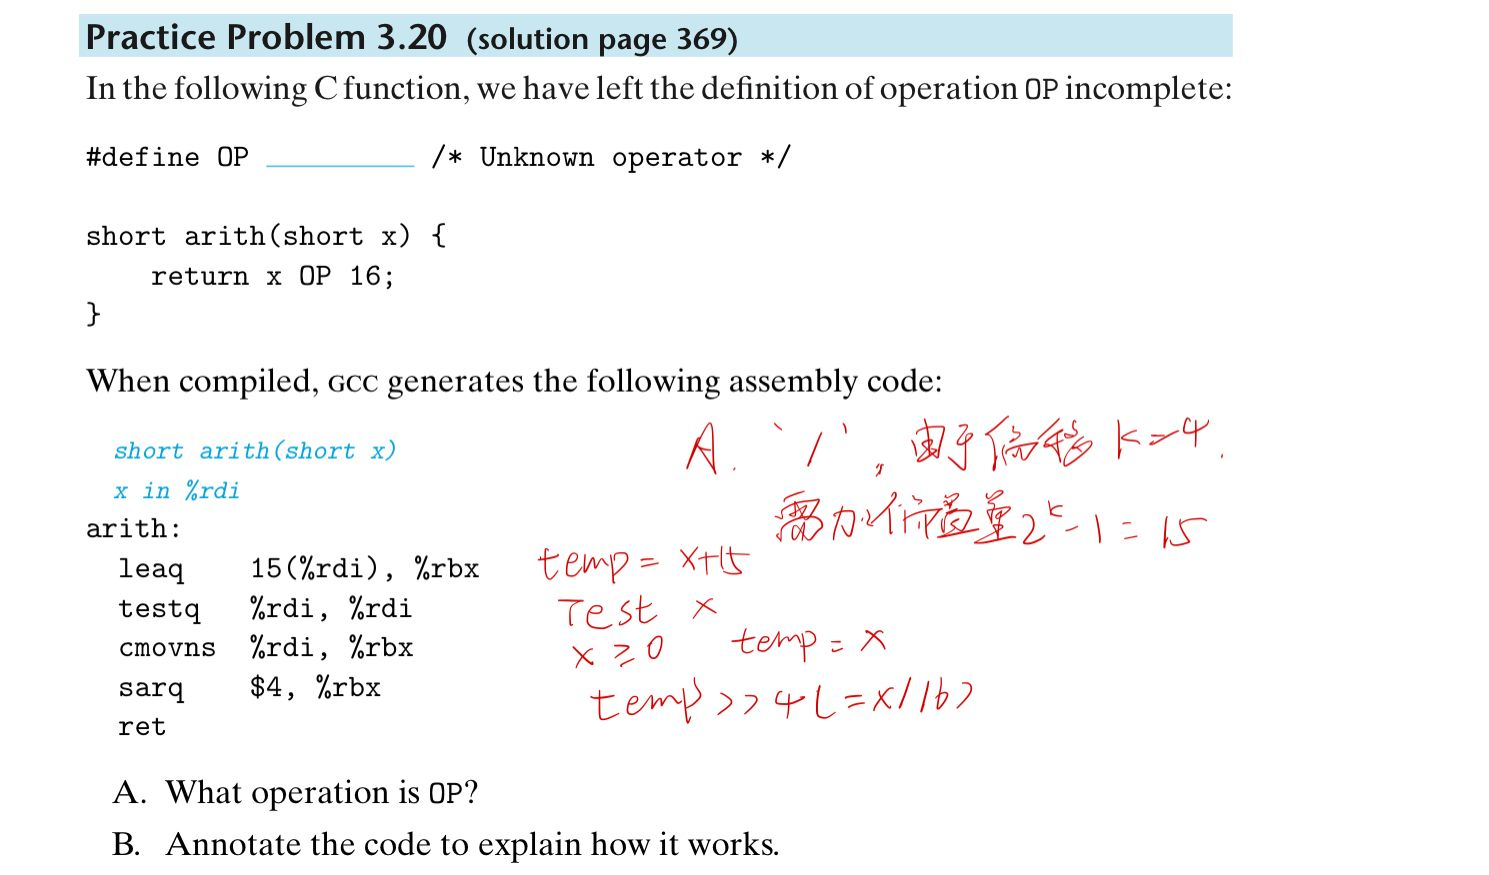 Practice Problem 3.20 (solution page 369)
In the following C function, we have left the definition of operation OP incomplete:
#define OP __________ /* Unknown operator */
short arith(short x) {
    return x OP 16;
}
When compiled, GCC generates the following assembly code:
A. '/', 由于偏移 k=4.
short arith(short x)
x in %rdi
需加偏置量 2^k-1=15
arith:
leaq 15(%rdi), %rbx temp = x+15
testq %rdi, %rdi Test x
cmovns %rdi, %rbx x ≥ 0 temp = x
sarq $4, %rbx temp >> 4 (=x/16)
ret
A. What operation is OP?
B. Annotate the code to explain how it works.